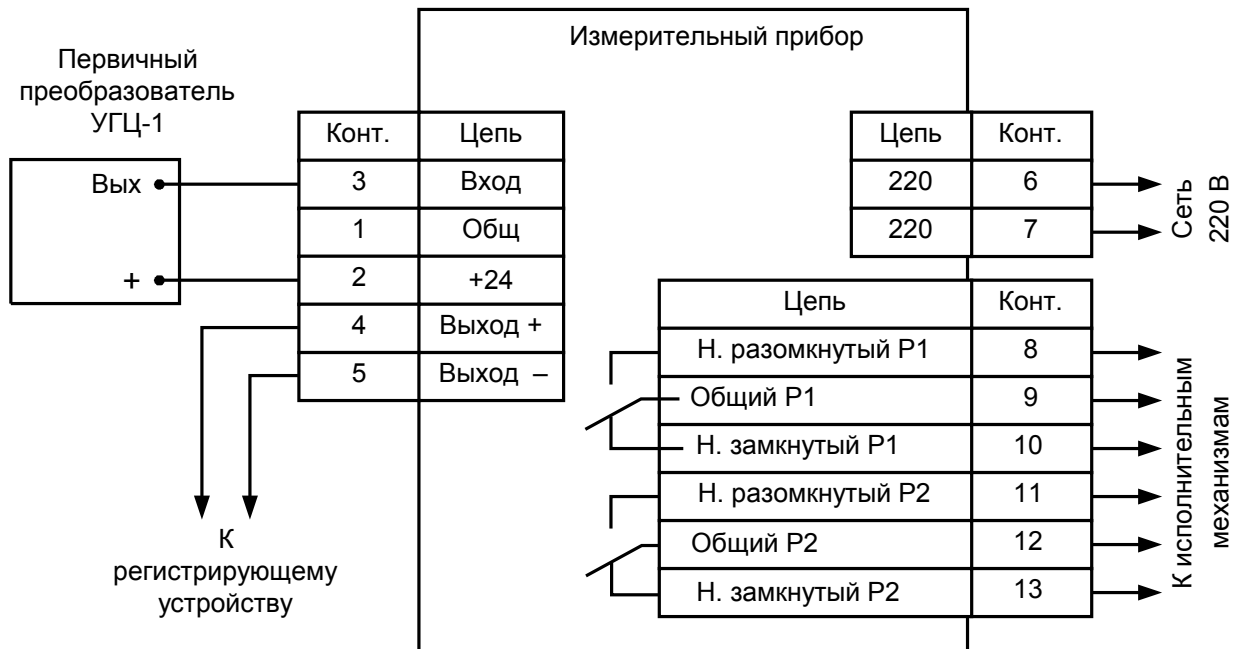 Измерительный прибор
Первичный
преобразователь
УГЦ-1
Вых
+
Конт. Цепь
3 Вход
1 Общ
2 +24
4 Выход +
5 Выход –
К
регистрирующему
устройству
Цепь Конт.
220 6
220 7
Сеть
220 В
Цепь Конт.
Н. разомкнутый Р1 8
Общий Р1 9
Н. замкнутый Р1 10
Н. разомкнутый Р2 11
Общий Р2 12
Н. замкнутый Р2 13
К исполнительным
механизмам